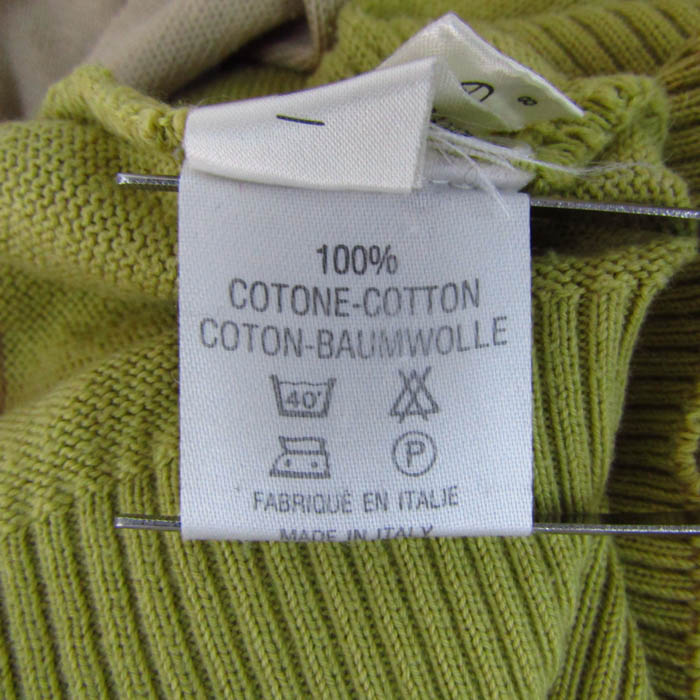 100%
COTONE-COTTON
COTON-BAUMWOLLE
40°
P
FABRIQUÉ EN ITALIE
MADE IN ITALY